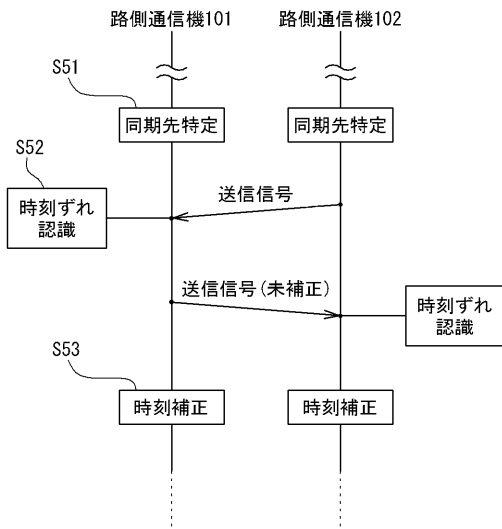 路側通信機101
路側通信機102
S51
同期先特定
同期先特定
S52
時刻ずれ
認識
送信信号
送信信号(未補正)
時刻ずれ
認識
S53
時刻補正
時刻補正